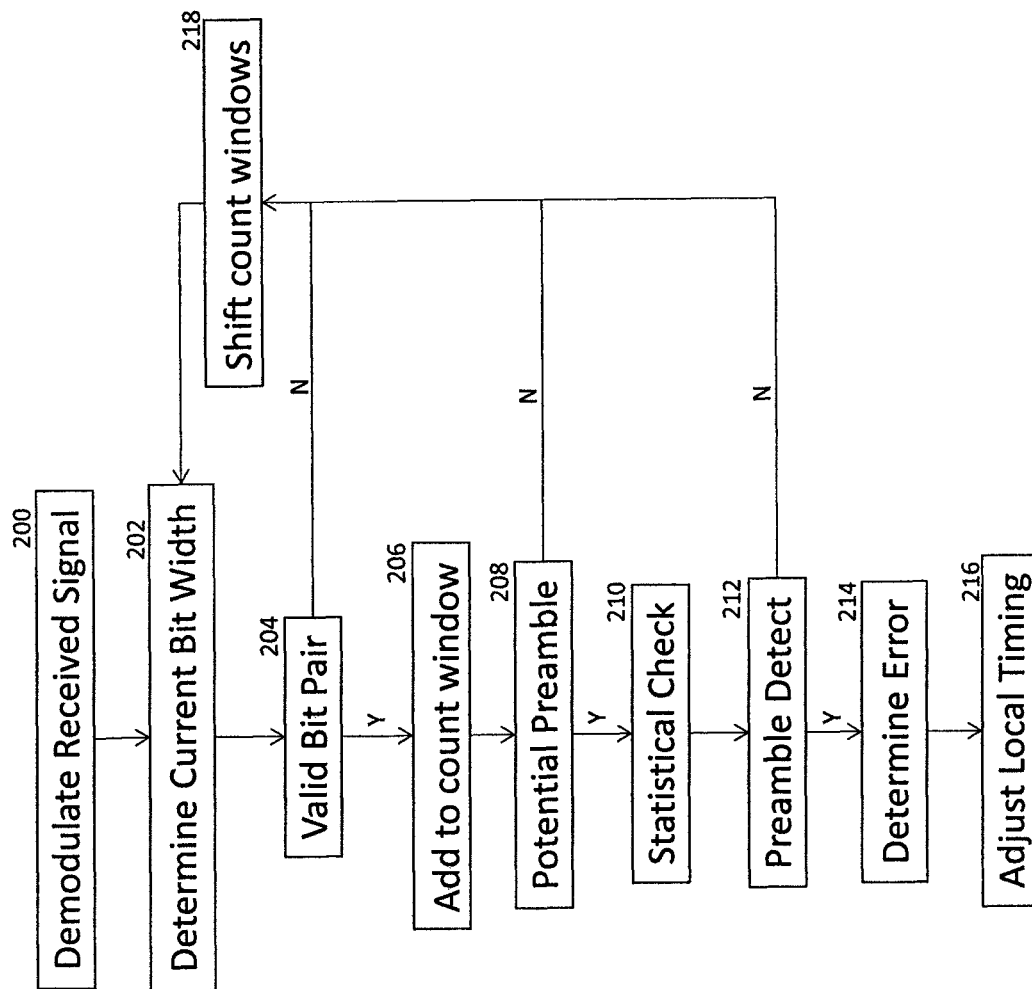 200
Demodulate Received Signal
202
Determine Current Bit Width
204
Valid Bit Pair
N
Y
206
Add to count window
208
Potential Preamble
N
Y
210
Statistical Check
212
Preamble Detect
N
Y
214
Determine Error
216
Adjust Local Timing
218
Shift count windows